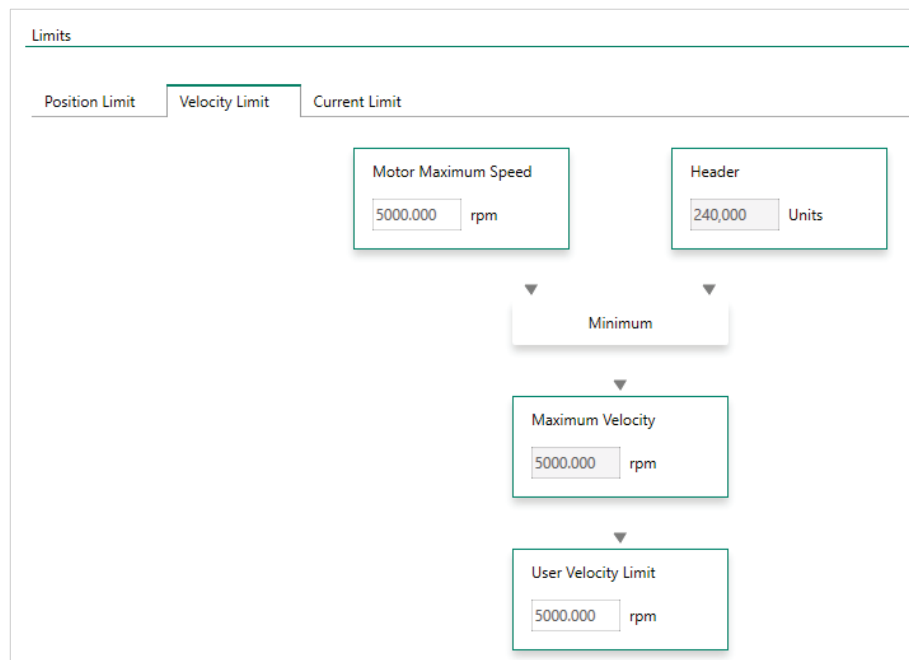 Limits
Position Limit Velocity Limit Current Limit
Motor Maximum Speed Header
5000.000 rpm 240,000 Units
Minimum
Maximum Velocity
5000.000 rpm
User Velocity Limit
5000.000 rpm